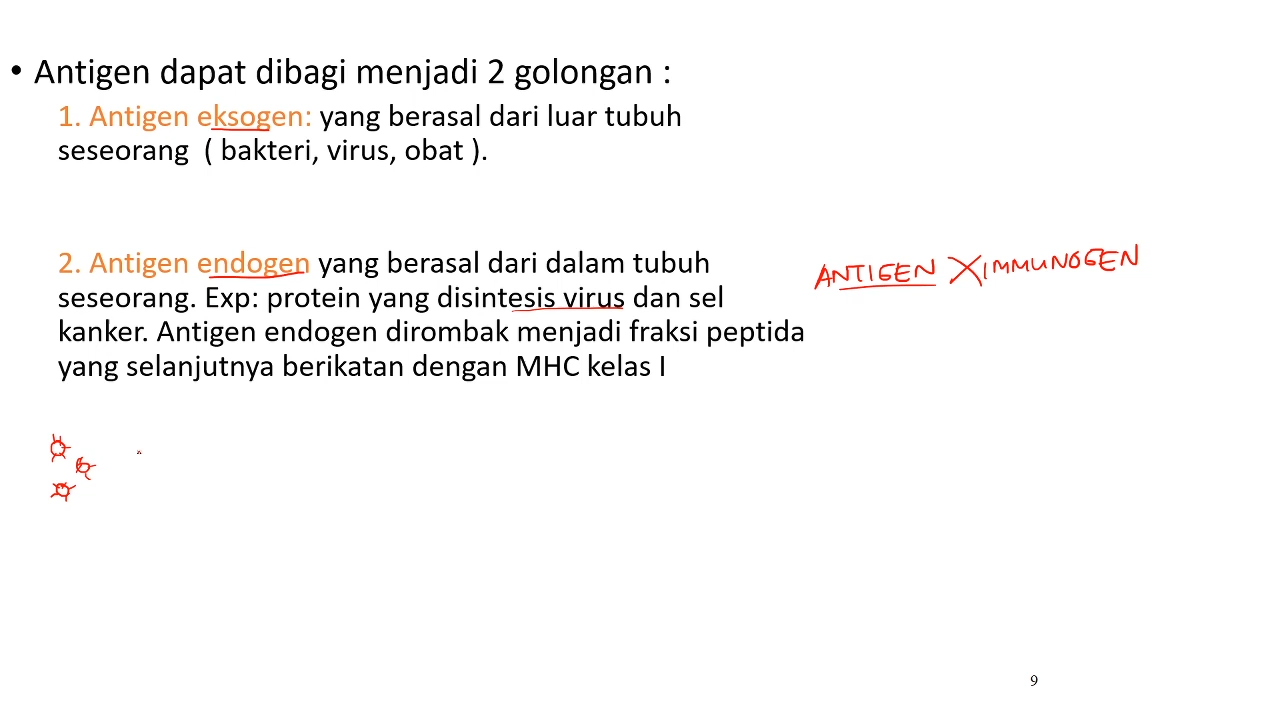 • Antigen dapat dibagi menjadi 2 golongan :
1. Antigen eksogen: yang berasal dari luar tubuh
seseorang ( bakteri, virus, obat ).
2. Antigen endogen yang berasal dari dalam tubuh
seseorang. Exp: protein yang disintesis virus dan sel
kanker. Antigen endogen dirombak menjadi fraksi peptida
yang selanjutnya berikatan dengan MHC kelas I
ANTIGEN X IMMUNOGEN
9